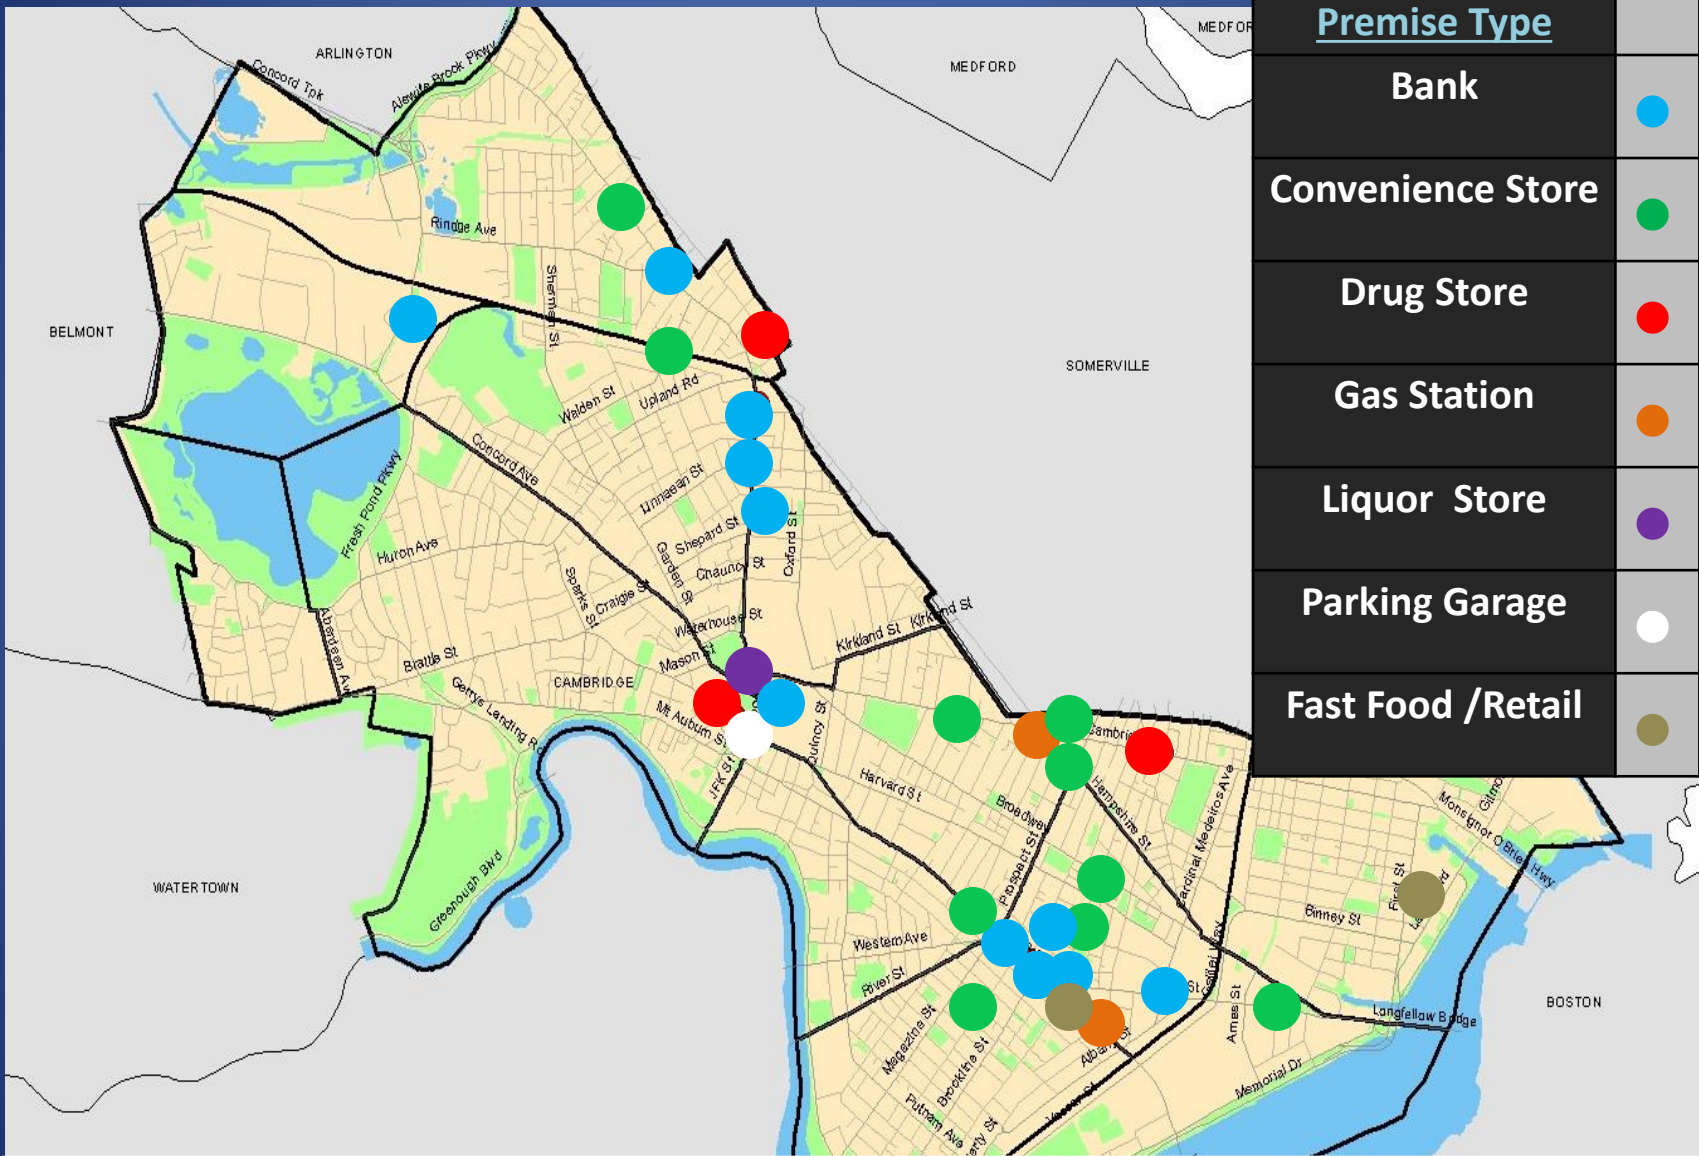 Premise Type
Bank
Convenience Store
Drug Store
Gas Station
Liquor  Store
Parking Garage
Fast Food /Retail
ARLINGTON
MEDFORD
BELMONT
SOMERVILLE
CAMBRIDGE
WATERTOWN
BOSTON
Concord Tpk
Alewife Brook Pkwy
Rindge Ave
Sherman St
Walden St
Upland Rd
Concord Ave
Linnaean St
Fresh Pond Pkwy
Huron Ave
Shepard St
Garden St
Chauncy St
Oxford St
Sparks St
Craigie St
Waterhouse St
Kirkland St
Kirkland St
Aberdeen Ave
Brattle St
Mason St
Gerrys Landing Rd
Mt Auburn St
JFK St
Quincy St
Harvard St
Broadway
Hampshire St
Prospect St
Cardinal Medeiros Ave
Monsignor O'Brien Hwy
Greenough Blvd
Western Ave
River St
Binney St
First St
Magazine St
Brookline St
Albany St
Ames St
Longfellow Bridge
Memorial Dr
Putnam Ave
Vassar St